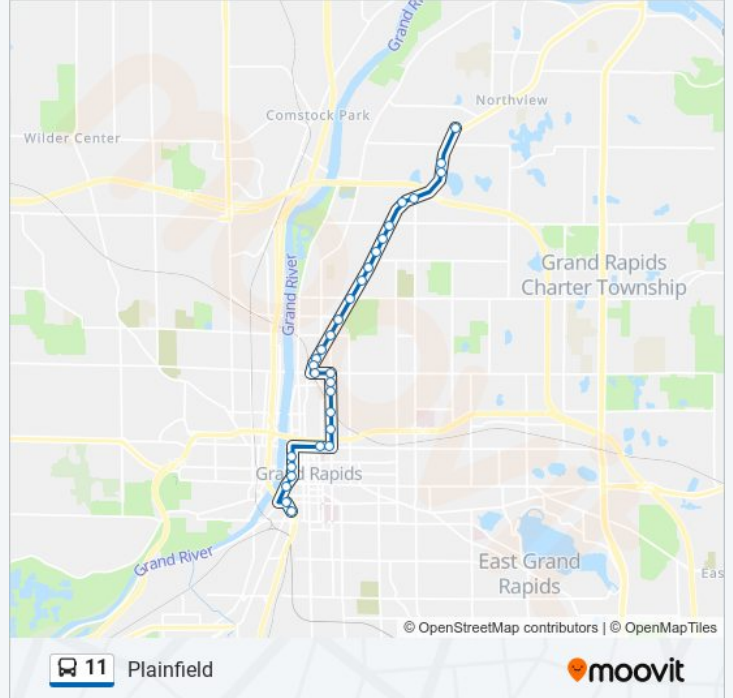 Grand Ri
Northview
Comstock Park
Wilder Center
Grand River
Grand Rapids
Charter Township
Grand Rapids
East Grand
Rapids
Eas
Grand River
© OpenStreetMap contributors | © OpenMapTiles
11 Plainfield
moovit